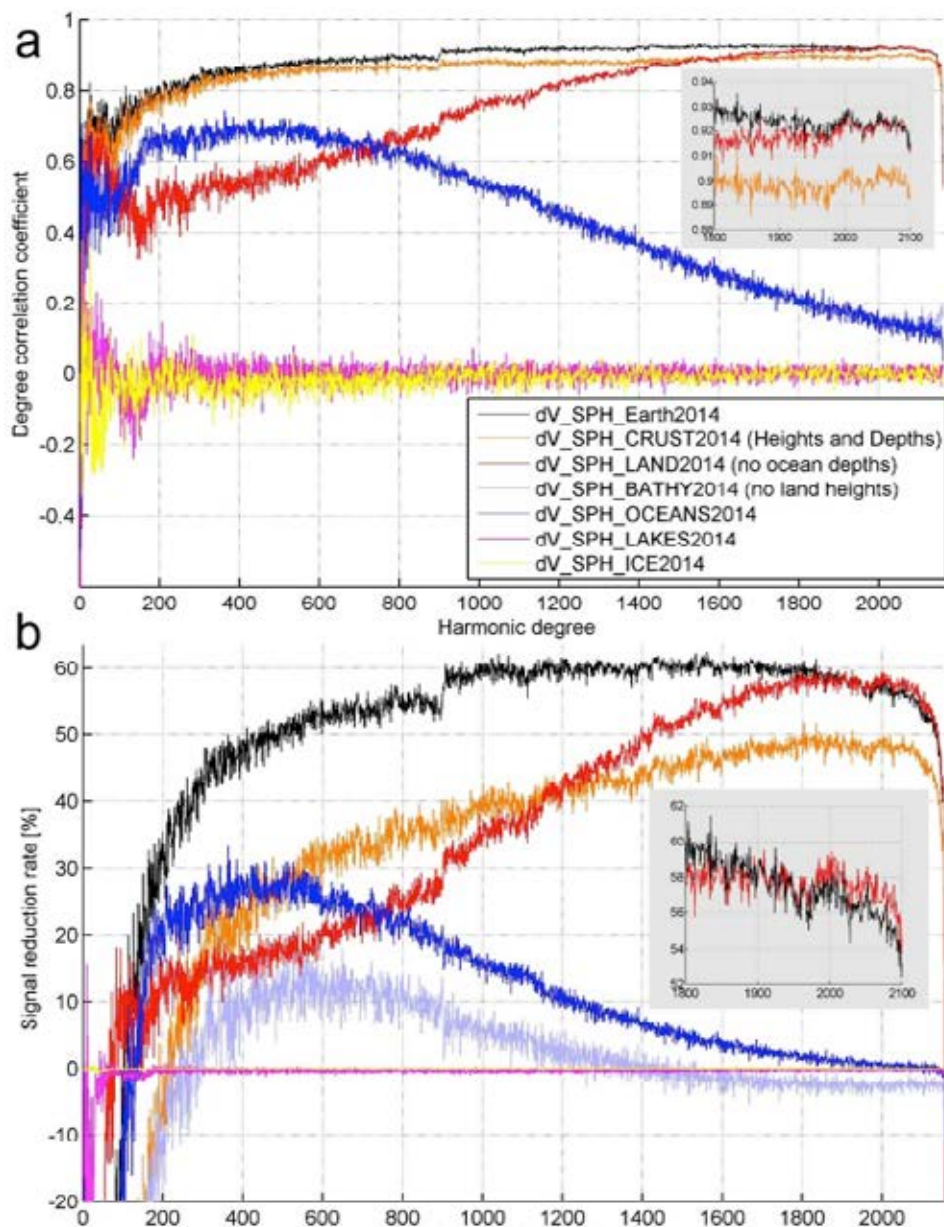 a
1
0.8
0.6
0.4
0.2
0
-0.2
-0.4
Degree correlation coefficient
0.94
0.93
0.92
0.91
0.9
0.89
0.88
1800 1900 2000 2100
dV_SPH_Earth2014
dV_SPH_CRUST2014 (Heights and Depths)
dV_SPH_LAND2014 (no ocean depths)
dV_SPH_BATHY2014 (no land heights)
dV_SPH_OCEANS2014
dV_SPH_LAKES2014
dV_SPH_ICE2014
0 200 400 600 800 1000 1200 1400 1600 1800 2000
Harmonic degree
b
60
50
40
30
20
10
0
-10
-20
Signal reduction rate [%]
62
60
58
56
54
52
1800 1900 2000 2100
0 200 400 600 800 1000 1200 1400 1600 1800 2000